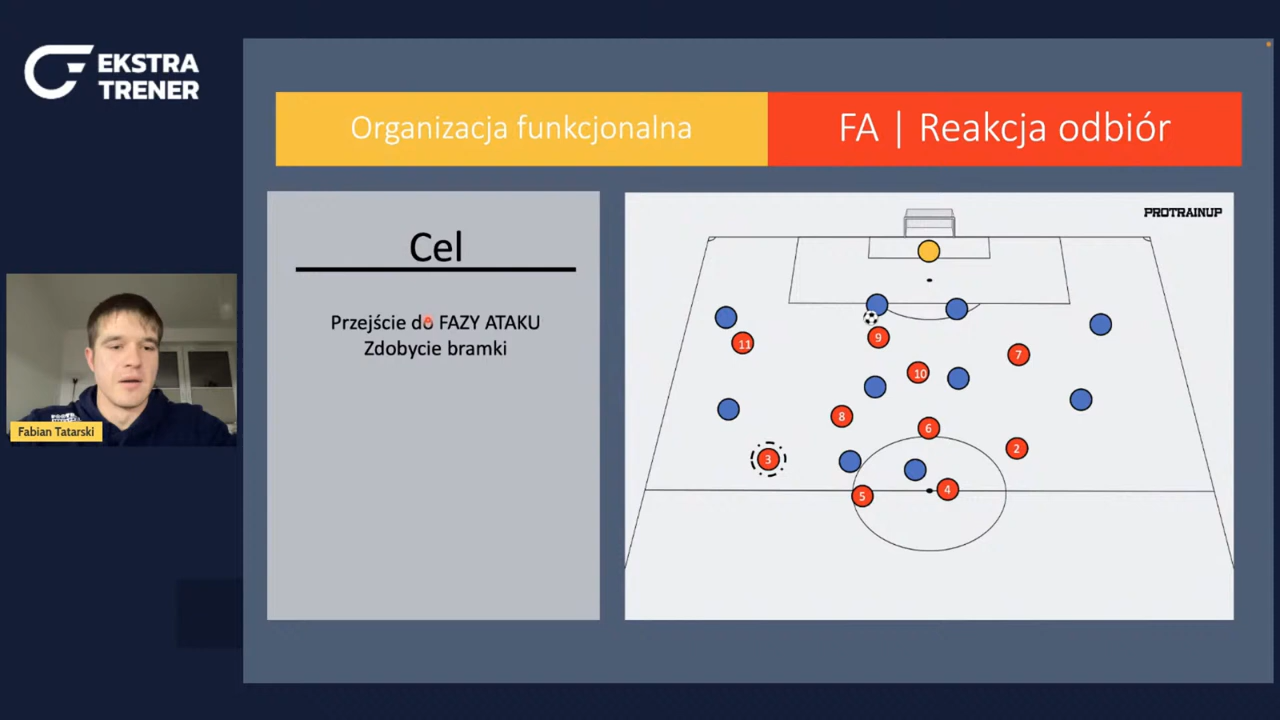 EKSTRA
TRENER
Organizacja funkcjonalna
FA | Reakcja odbiór
Cel
Przejście do FAZY ATAKU
Zdobycie bramki
PROTRAINUP
11
9
7
10
8
6
2
3
5
4
Fabian Tatarski